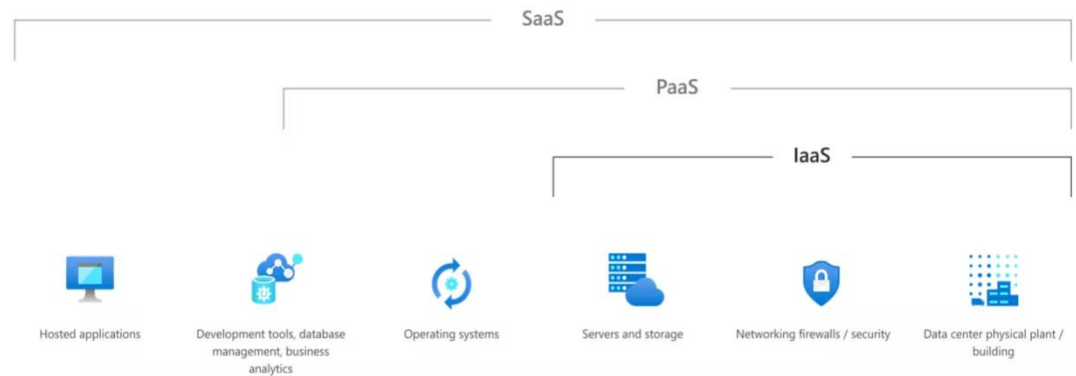 SaaS
PaaS
IaaS
Hosted applications
Development tools, database
management, business
analytics
Operating systems
Servers and storage
Networking firewalls / security
Data center physical plant /
building